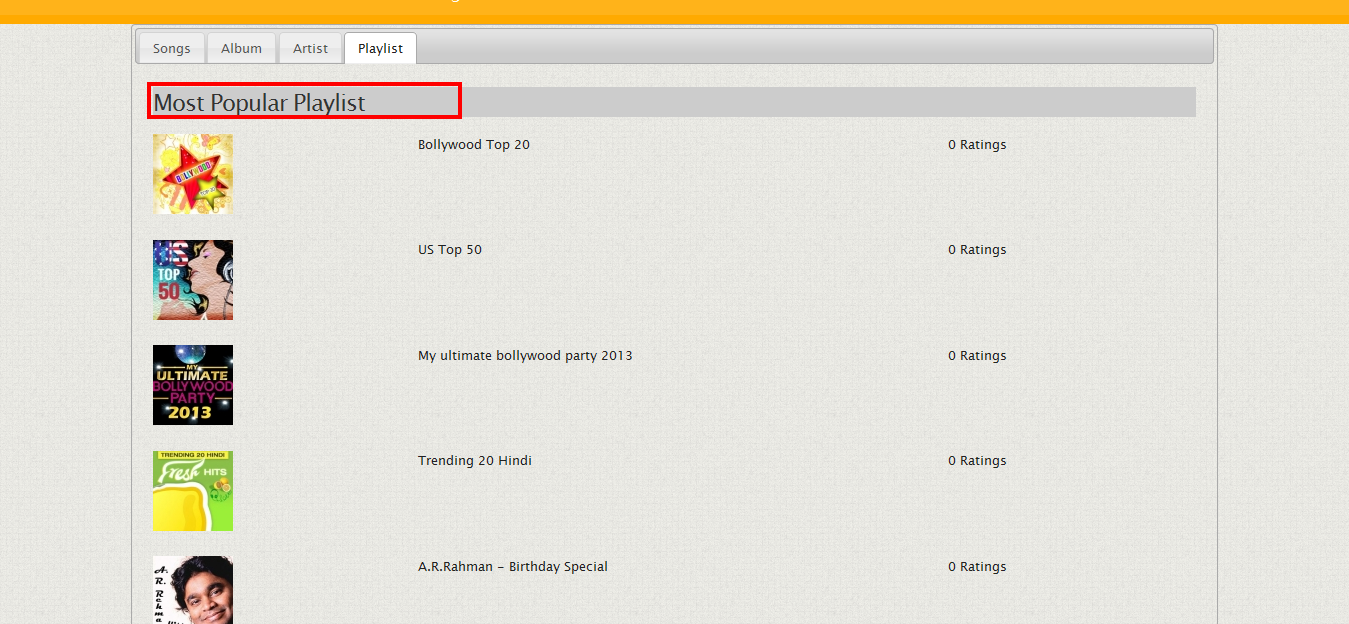 Songs Album Artist Playlist
Most Popular Playlist
BOLLYWOOD
TOP 20
Bollywood Top 20 0 Ratings
US
TOP
50
US Top 50 0 Ratings
MY
ULTIMATE
BOLLYWOOD
PARTY
2013
My ultimate bollywood party 2013 0 Ratings
TRENDING 20 HINDI
Fresh HITS
Trending 20 Hindi 0 Ratings
A.
R.
A.R.Rahman - Birthday Special 0 Ratings